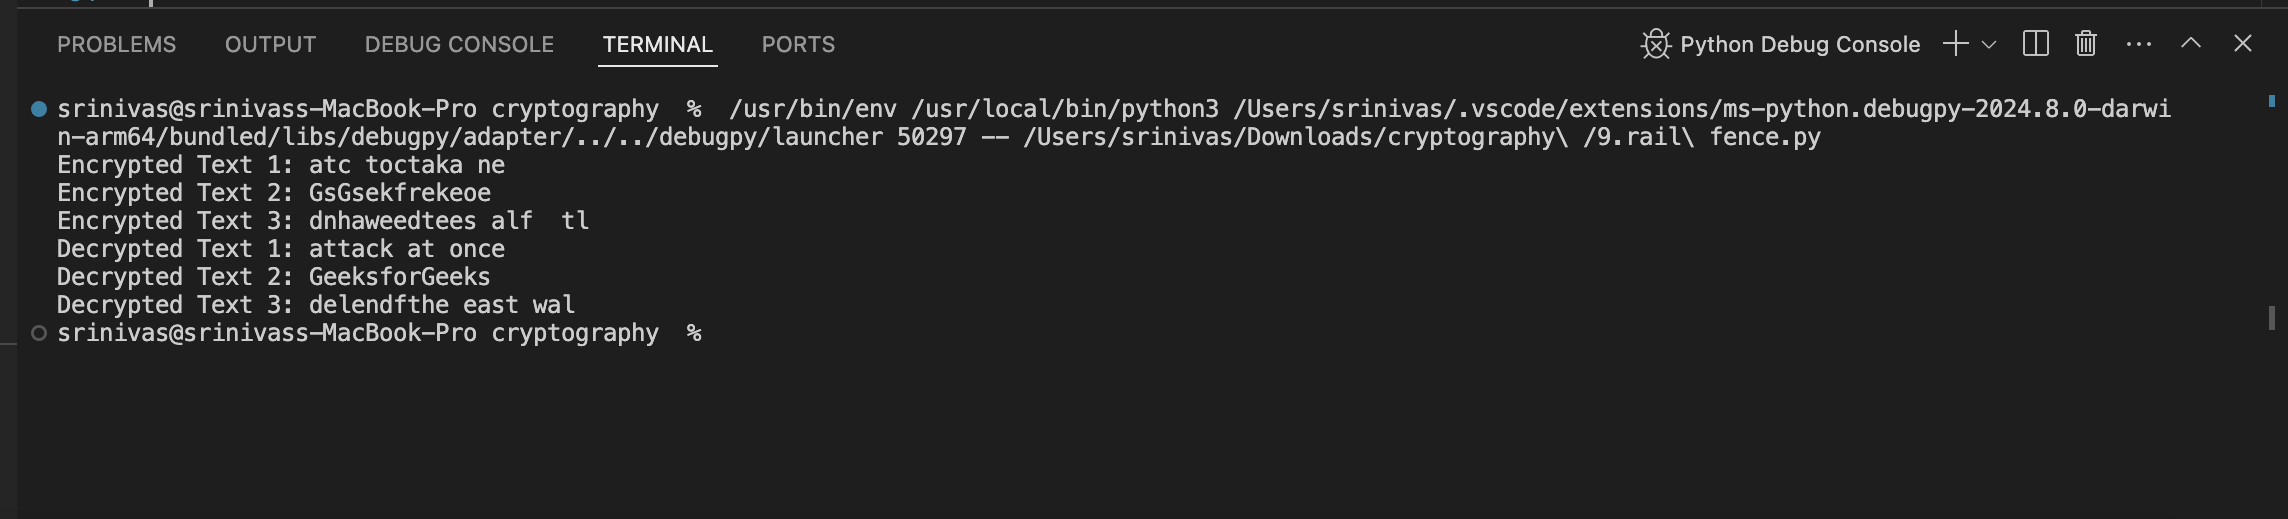 PROBLEMS OUTPUT DEBUG CONSOLE TERMINAL PORTS Python Debug Console
srinivas@srinivass-MacBook-Pro cryptography  %  /usr/bin/env /usr/local/bin/python3 /Users/srinivas/.vscode/extensions/ms-python.debugpy-2024.8.0-darwi
n-arm64/bundled/libs/debugpy/adapter/../../debugpy/launcher 50297 -- /Users/srinivas/Downloads/cryptography\ /9.rail\ fence.py
Encrypted Text 1: atc toctaka ne
Encrypted Text 2: GsGsekfrekeoe
Encrypted Text 3: dnhaweedtees alf  tl
Decrypted Text 1: attack at once
Decrypted Text 2: GeeksforGeeks
Decrypted Text 3: delendfthe east wal
srinivas@srinivass-MacBook-Pro cryptography  %